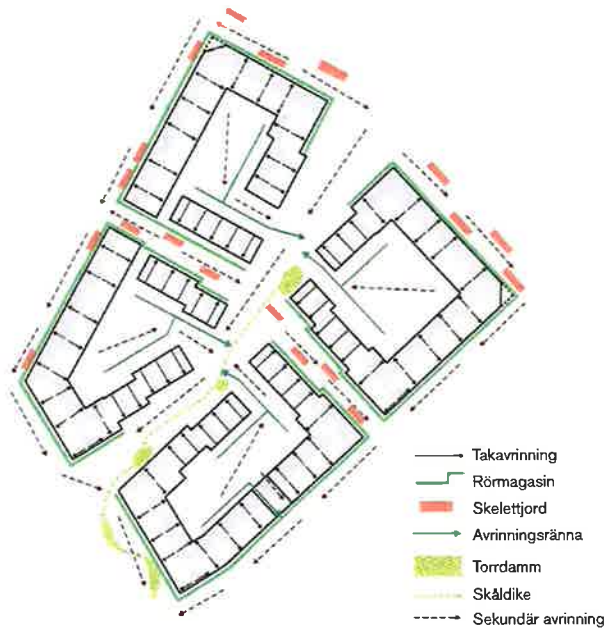 Takavrinning
Rörmagasin
Skelettjord
Avrinningsränna
Torrdamm
Skåldike
Sekundär avrinning